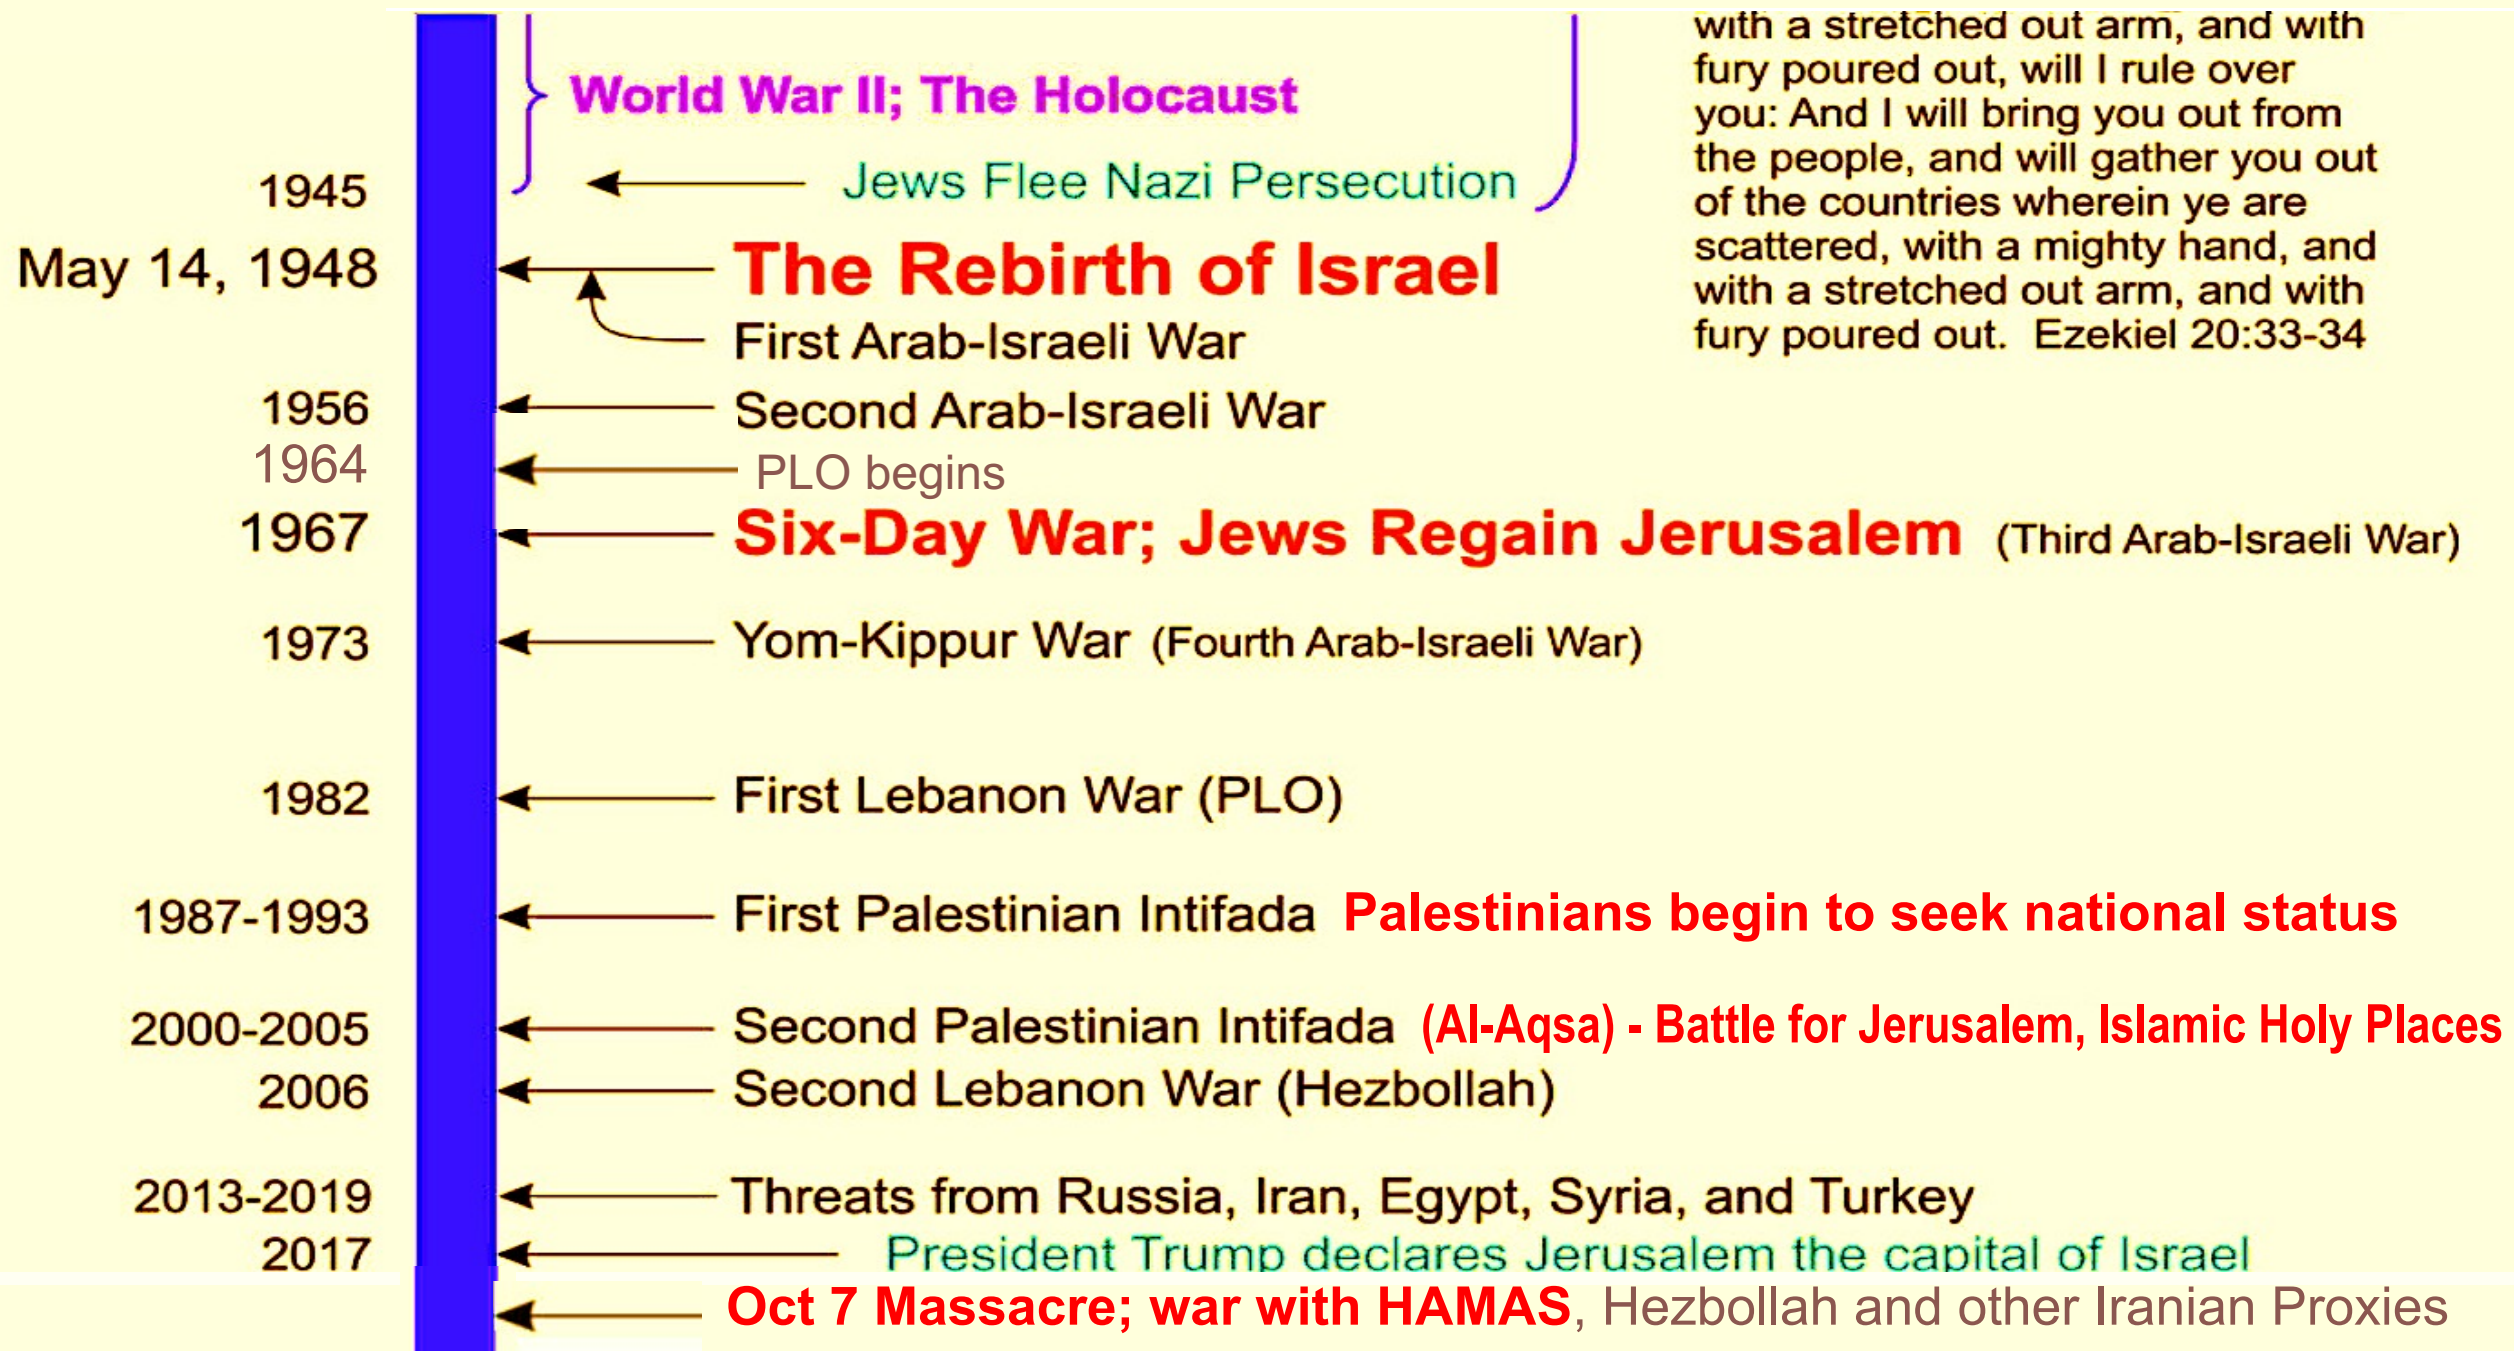 with a stretched out arm, and with
fury poured out, will I rule over
you: And I will bring you out from
the people, and will gather you out
of the countries wherein ye are
scattered, with a mighty hand, and
with a stretched out arm, and with
fury poured out.  Ezekiel 20:33-34
World War II; The Holocaust
1945 Jews Flee Nazi Persecution
May 14, 1948 The Rebirth of Israel
First Arab-Israeli War
1956 Second Arab-Israeli War
1964 PLO begins
1967 Six-Day War; Jews Regain Jerusalem (Third Arab-Israeli War)
1973 Yom-Kippur War (Fourth Arab-Israeli War)
1982 First Lebanon War (PLO)
1987-1993 First Palestinian Intifada Palestinians begin to seek national status
2000-2005 Second Palestinian Intifada (Al-Aqsa) - Battle for Jerusalem, Islamic Holy Places
2006 Second Lebanon War (Hezbollah)
2013-2019 Threats from Russia, Iran, Egypt, Syria, and Turkey
2017 President Trump declares Jerusalem the capital of Israel
Oct 7 Massacre; war with HAMAS, Hezbollah and other Iranian Proxies